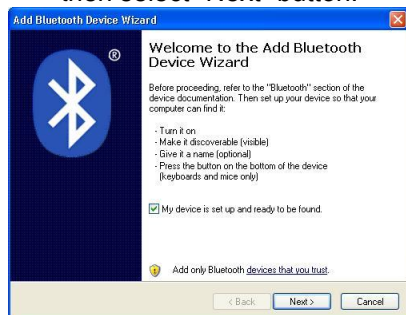 then select "Next" button.
Add Bluetooth Device Wizard
®
Welcome to the Add Bluetooth
Device Wizard
Before proceeding, refer to the "Bluetooth" section of the
device documentation. Then set up your device so that your
computer can find it:
- Turn it on
- Make it discoverable (visible)
- Give it a name (optional)
- Press the button on the bottom of the device
(keyboards and mice only)
My device is set up and ready to be found.
Add only Bluetooth devices that you trust.
< Back
Next >
Cancel